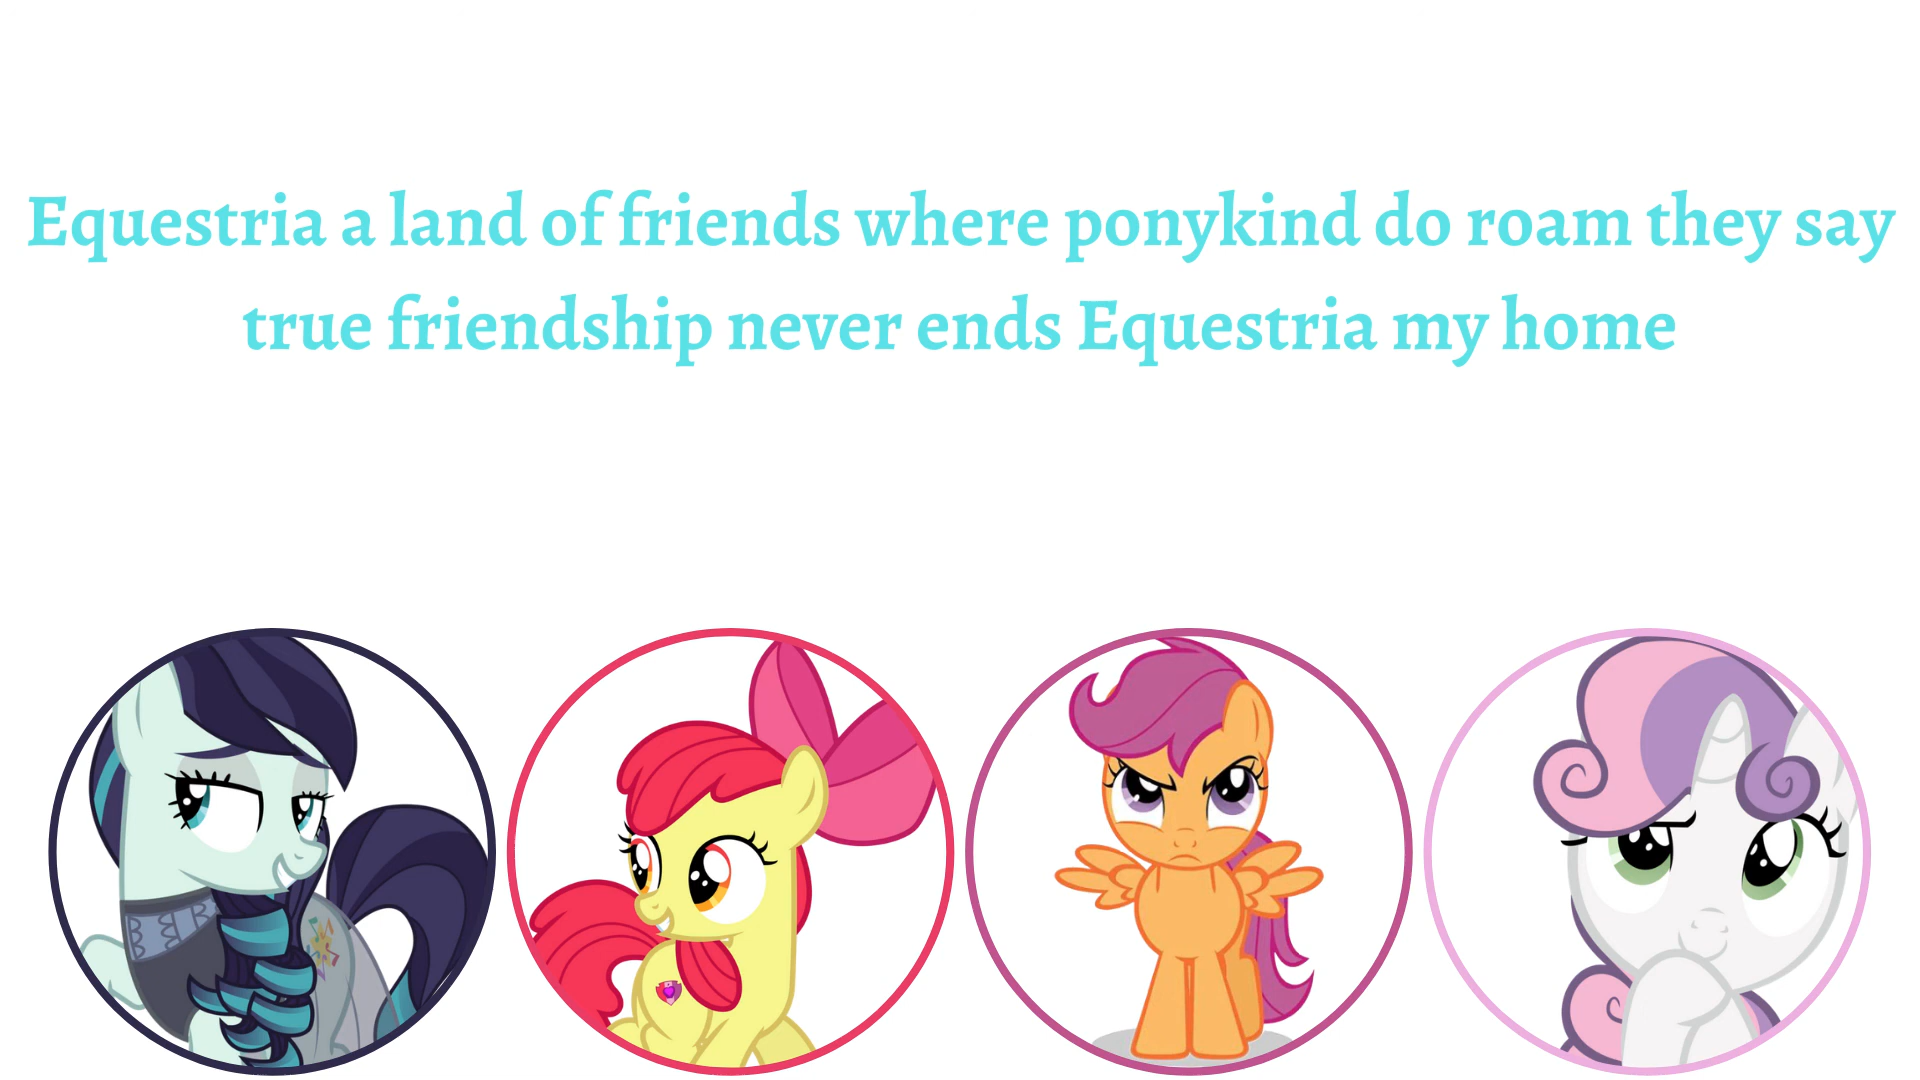 Equestria a land of friends where ponykind do roam they say
true friendship never ends Equestria my home